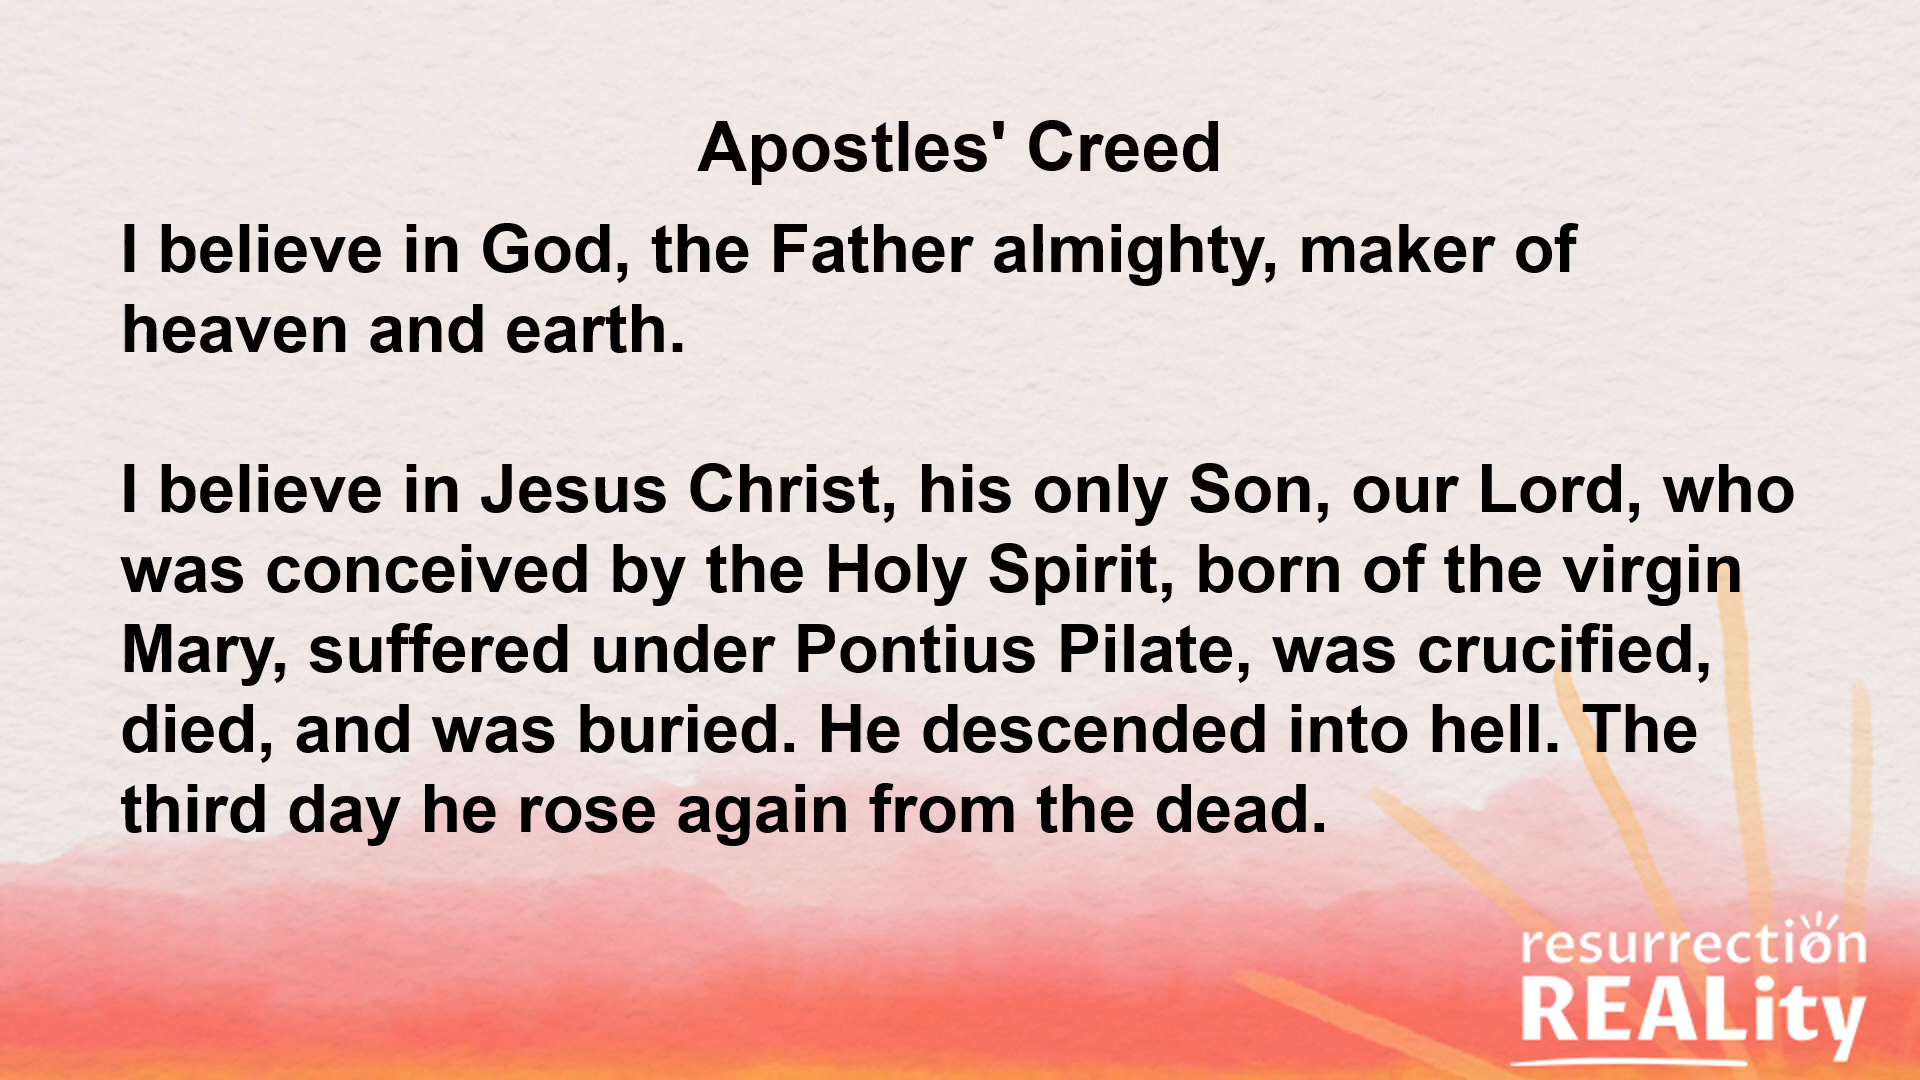 Apostles' Creed
I believe in God, the Father almighty, maker of
heaven and earth.
I believe in Jesus Christ, his only Son, our Lord, who
was conceived by the Holy Spirit, born of the virgin
Mary, suffered under Pontius Pilate, was crucified,
died, and was buried. He descended into hell. The
third day he rose again from the dead.
resurrection
REALity